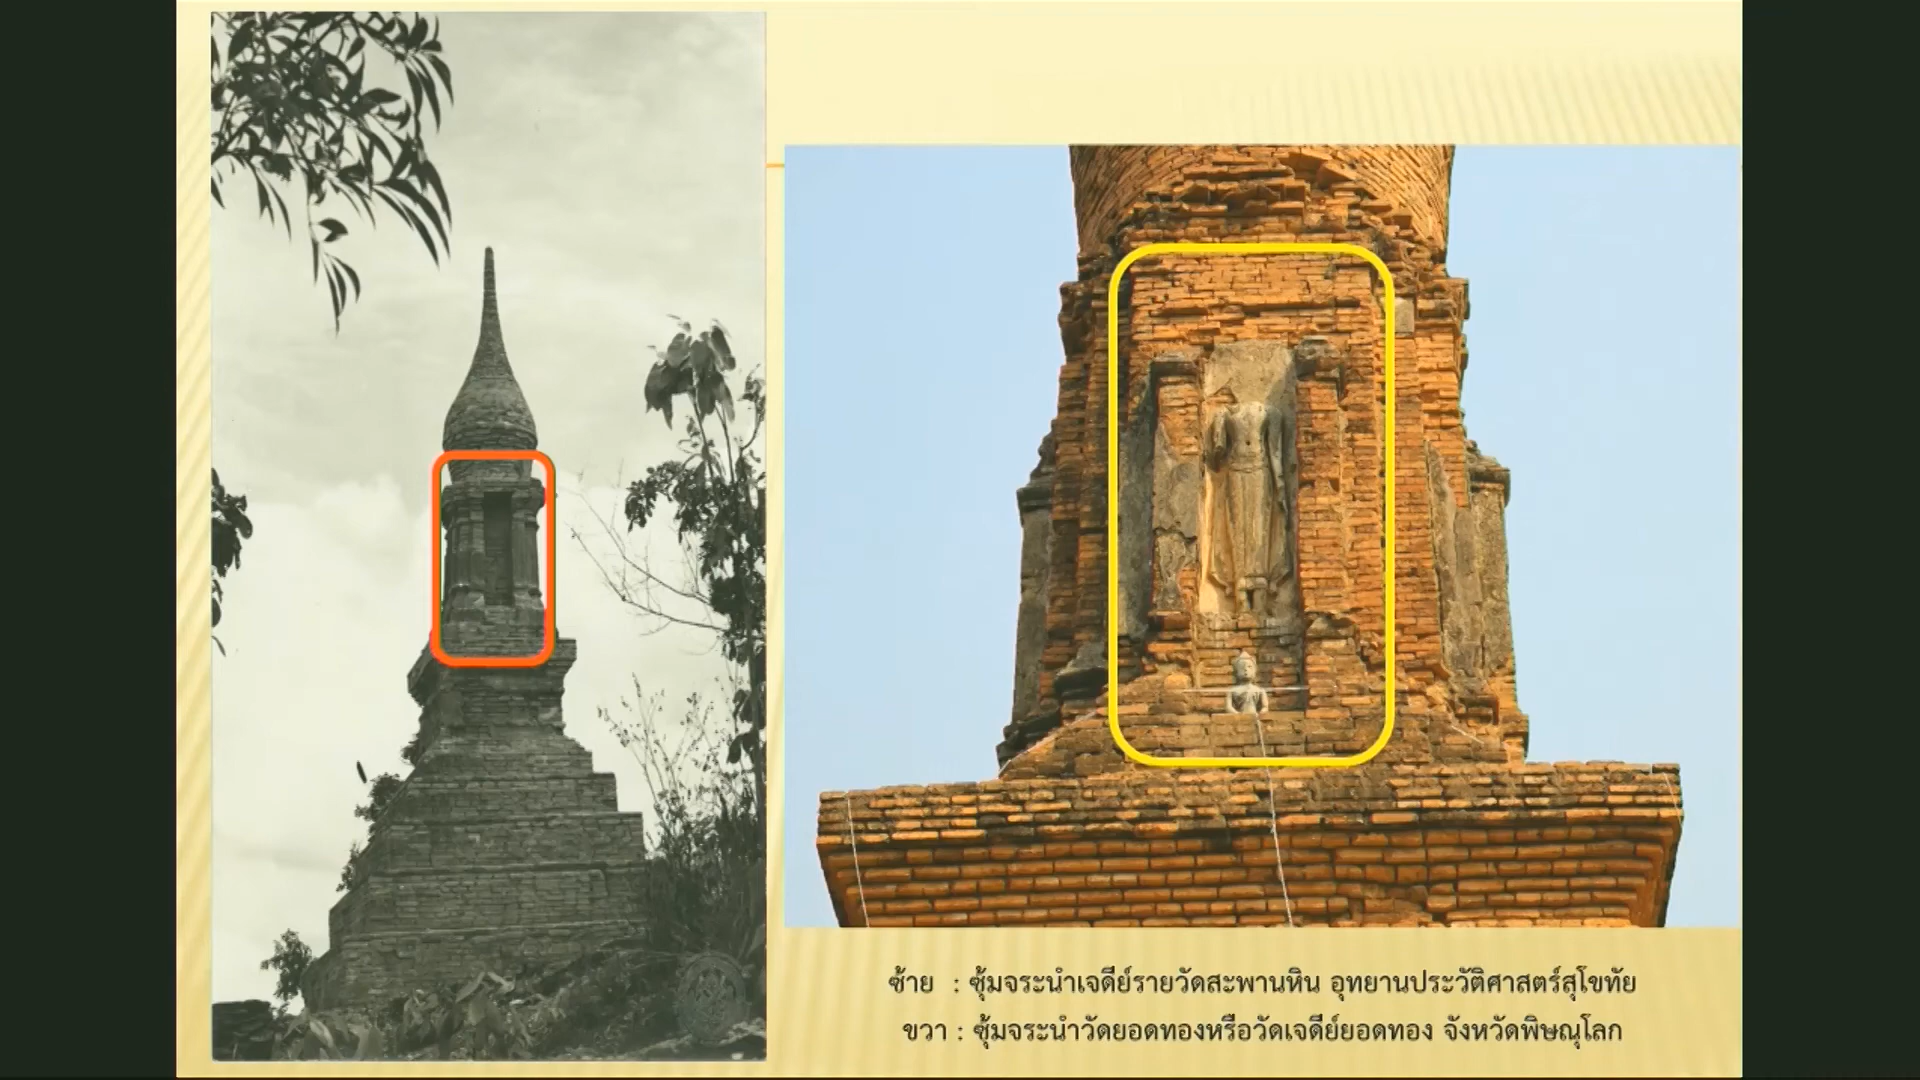 ซ้าย : ซุ้มจระนำเจดีย์รายวัดสะพานหิน อุทยานประวัติศาสตร์สุโขทัย
ขวา : ซุ้มจระนำวัดยอดทองหรือวัดเจดีย์ยอดทอง จังหวัดพิษณุโลก